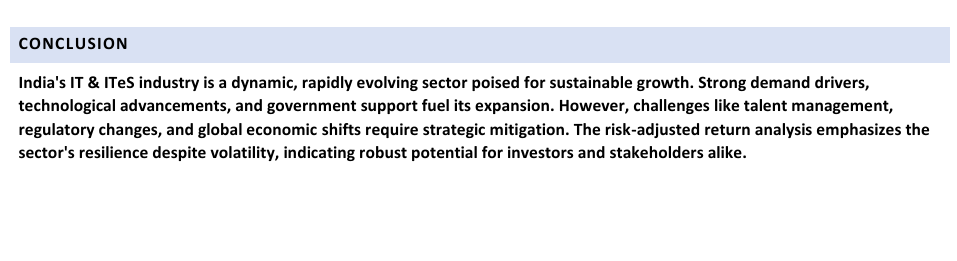 CONCLUSION
India's IT & ITeS industry is a dynamic, rapidly evolving sector poised for sustainable growth. Strong demand drivers,
technological advancements, and government support fuel its expansion. However, challenges like talent management,
regulatory changes, and global economic shifts require strategic mitigation. The risk-adjusted return analysis emphasizes the
sector's resilience despite volatility, indicating robust potential for investors and stakeholders alike.